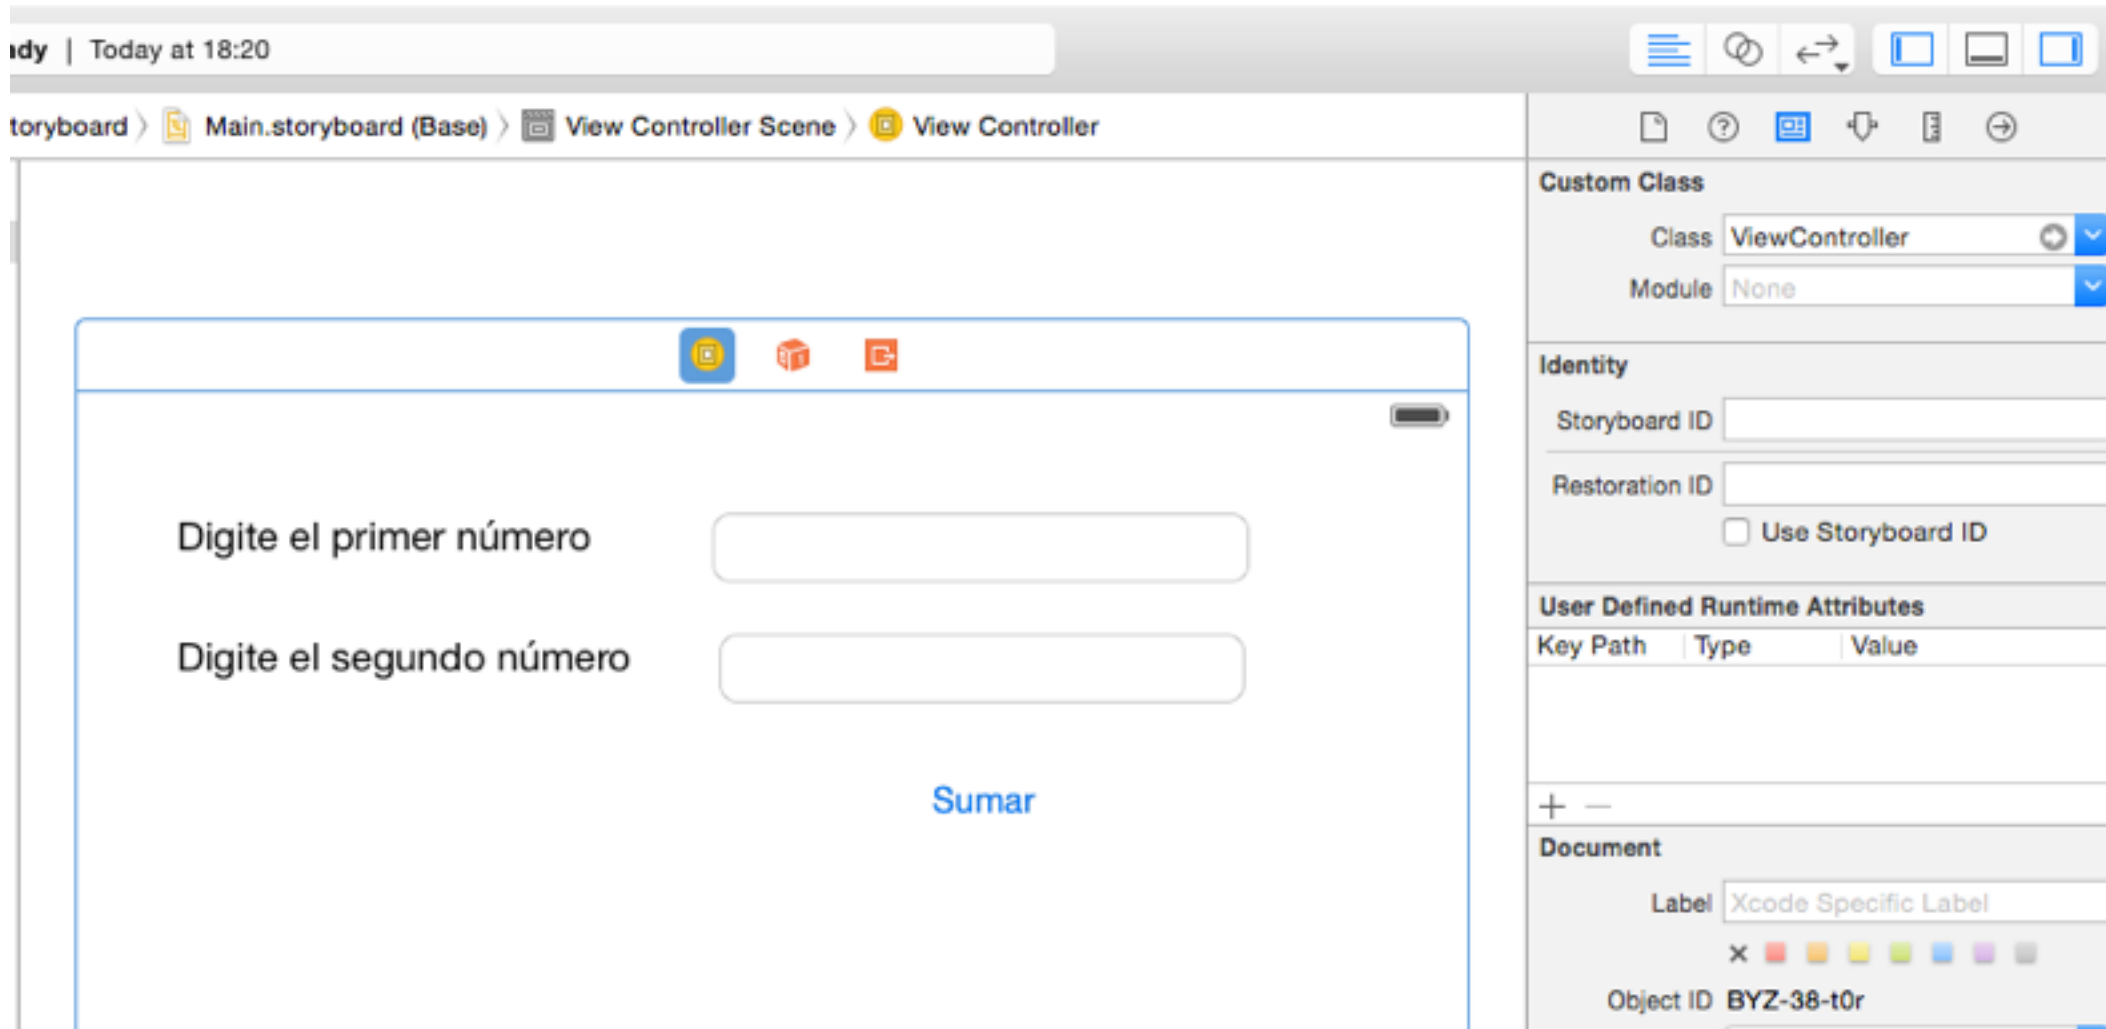 | Today at 18:20
Main.storyboard (Base) 〉 View Controller Scene 〉 View Controller
Custom Class
Class ViewController
Module None
Identity
Storyboard ID
Restoration ID
Use Storyboard ID
User Defined Runtime Attributes
Key Path Type Value
+ −
Document
Label Xcode Specific Label
×
Object ID BYZ-38-t0r
Digite el primer número
Digite el segundo número
Sumar